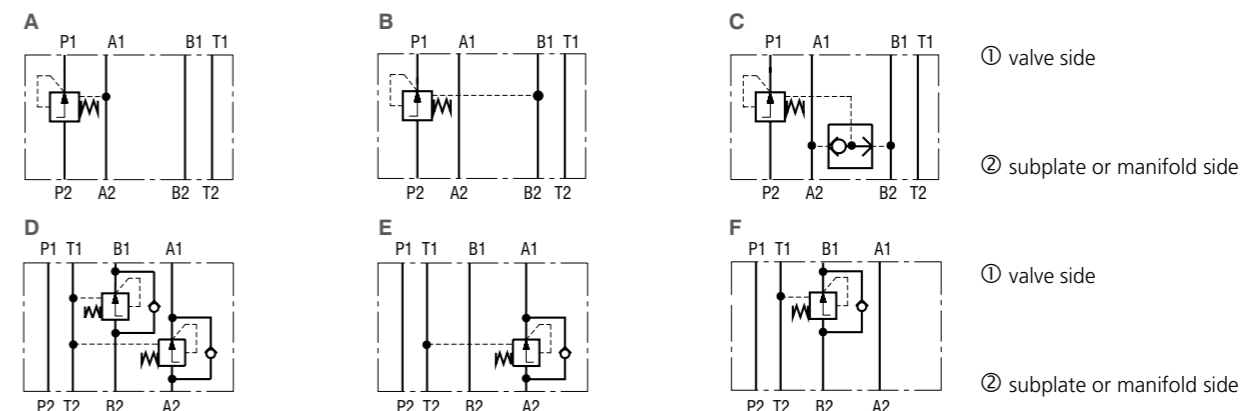 A
B
C
P1 A1 B1 T1
P1 A1 B1 T1
P1 A1 B1 T1
① valve side
② subplate or manifold side
P2 A2 B2 T2
P2 A2 B2 T2
P2 A2 B2 T2
D
E
F
P1 T1 B1 A1
P1 T1 B1 A1
P1 T1 B1 A1
① valve side
② subplate or manifold side
P2 T2 B2 A2
P2 T2 B2 A2
P2 T2 B2 A2